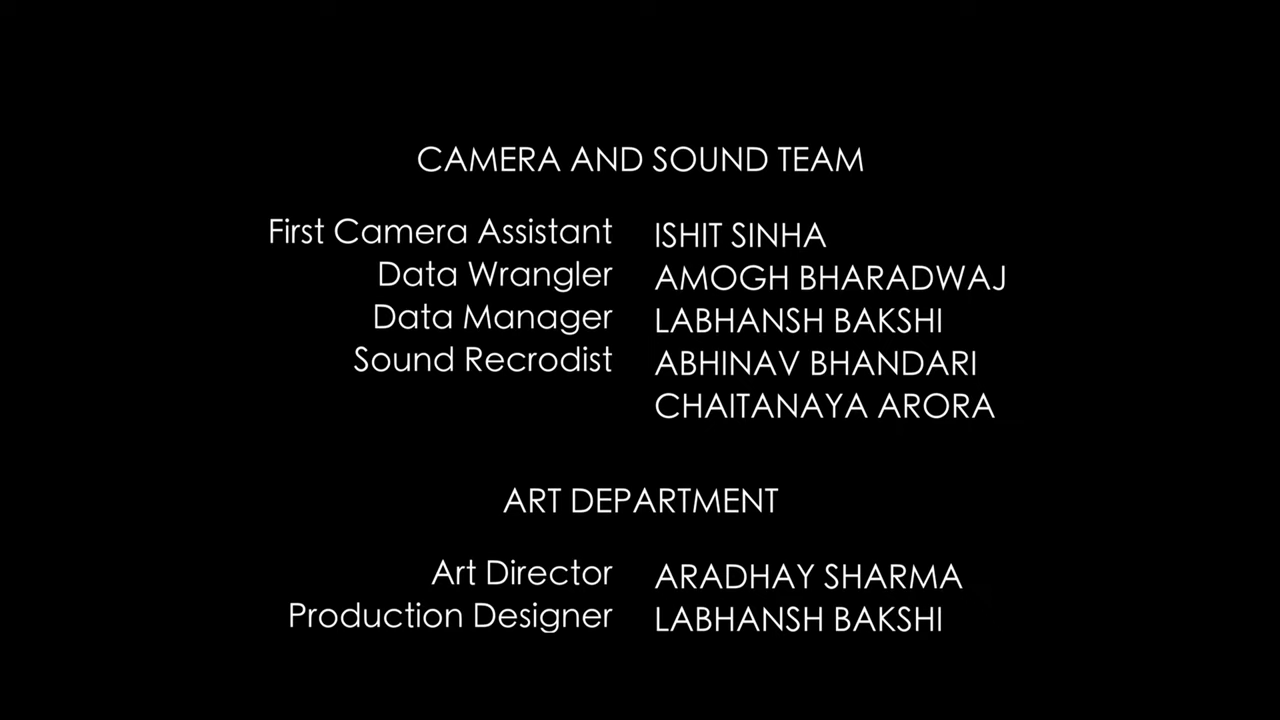 CAMERA AND SOUND TEAM
First Camera Assistant ISHIT SINHA
Data Wrangler AMOGH BHARADWAJ
Data Manager LABHANSH BAKSHI
Sound Recrodist ABHINAV BHANDARI
CHAITANAYA ARORA
ART DEPARTMENT
Art Director ARADHAY SHARMA
Production Designer LABHANSH BAKSHI